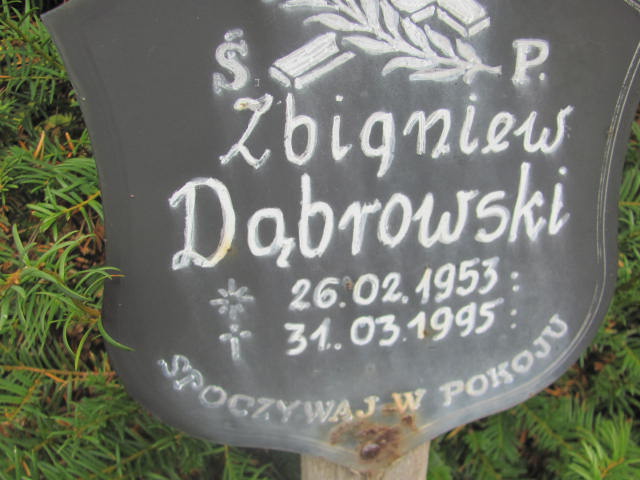 Ś. P.
Zbigniew
Dąbrowski
26.02.1953
31.03.1995
SPOCZYWAJ W POKOJU